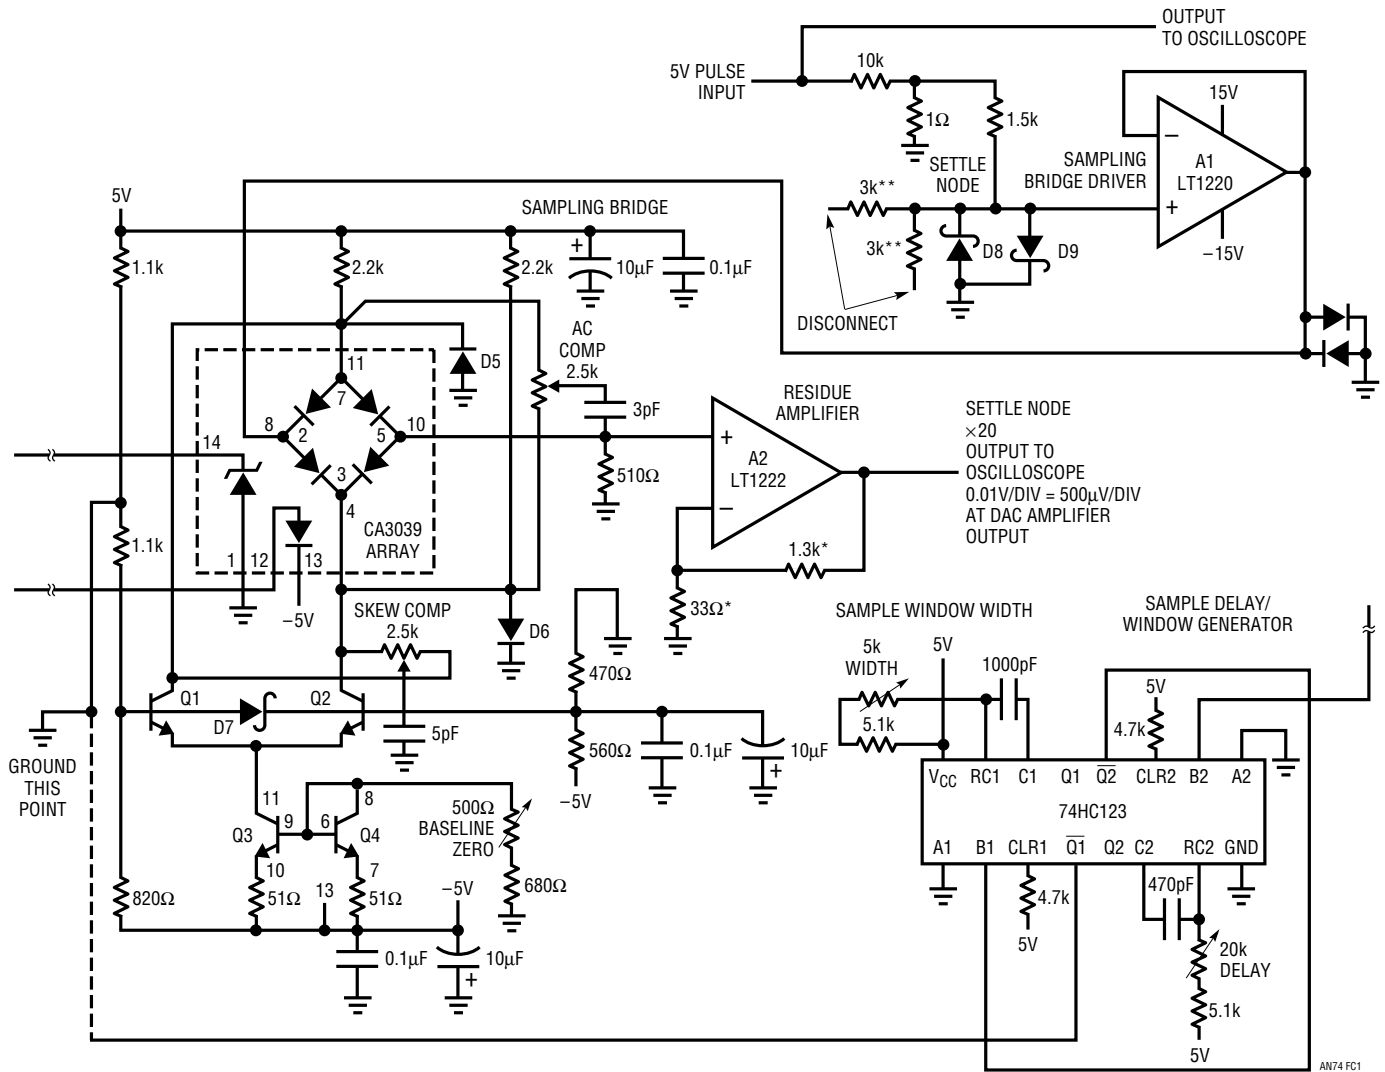 OUTPUT
TO OSCILLOSCOPE
5V PULSE
INPUT
10k
1Ω
1.5k
15V
A1
LT1220
−15V
−
+
SAMPLING
BRIDGE DRIVER
SETTLE
NODE
3k**
3k**
D8
D9
DISCONNECT
5V
SAMPLING BRIDGE
1.1k
2.2k
2.2k
+
10µF
0.1µF
AC
COMP
2.5k
D5
11
7
8
2
5
10
3
4
14
3pF
510Ω
RESIDUE
AMPLIFIER
+
A2
LT1222
−
SETTLE NODE
×20
OUTPUT TO
OSCILLOSCOPE
0.01V/DIV = 500µV/DIV
AT DAC AMPLIFIER
OUTPUT
1.3k*
33Ω*
CA3039
ARRAY
1.1k
1
12
13
−5V
SKEW COMP
2.5k
D6
470Ω
Q1
D7
Q2
5pF
560Ω
−5V
0.1µF
10µF
+
GROUND
THIS
POINT
11
8
Q3
9
6
Q4
10
7
500Ω
BASELINE
ZERO
680Ω
820Ω
51Ω
13
51Ω
−5V
0.1µF
10µF
+
SAMPLE WINDOW WIDTH
SAMPLE DELAY/
WINDOW GENERATOR
5k
WIDTH
5V
1000pF
5.1k
5V
4.7k
VCC
RC1
C1
Q1
Q̅2̅
CLR2
B2
A2
74HC123
A1
B1
CLR1
Q̅1̅
Q2
C2
RC2
GND
4.7k
5V
470pF
20k
DELAY
5.1k
5V
AN74 FC1